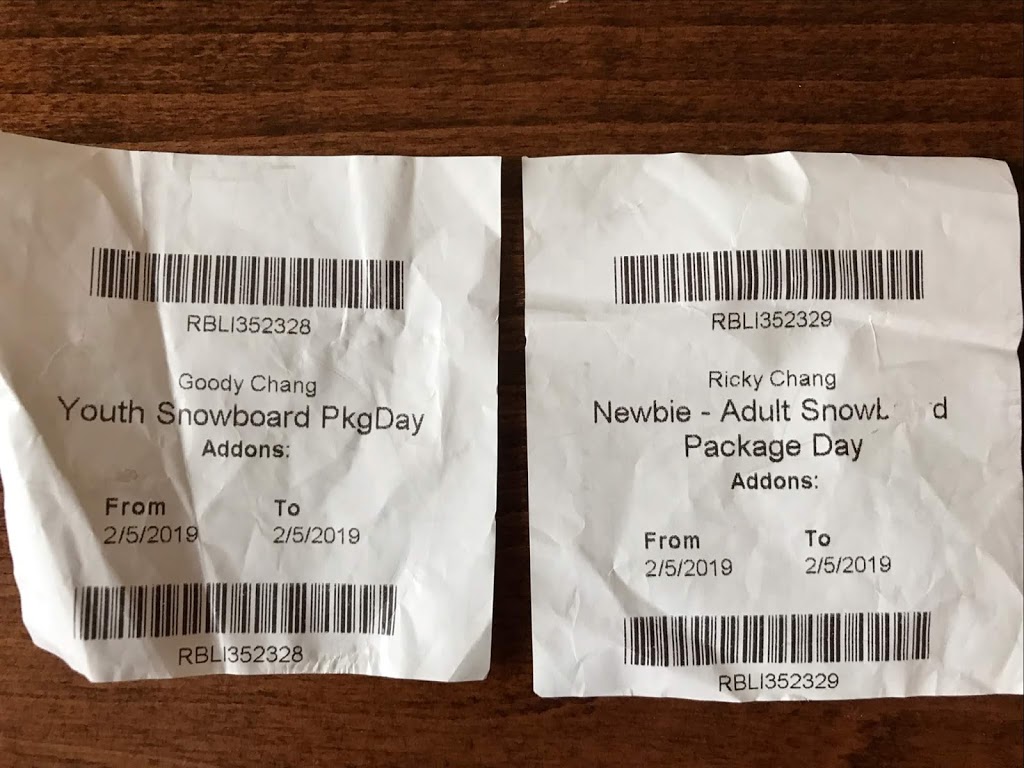 RBLI352328
Goody Chang
Youth Snowboard PkgDay
Addons:
From To
2/5/2019 2/5/2019
RBLI352328
RBLI352329
Ricky Chang
Newbie - Adult
Package Day
Addons:
From To
2/5/2019 2/5/2019
RBLI352329